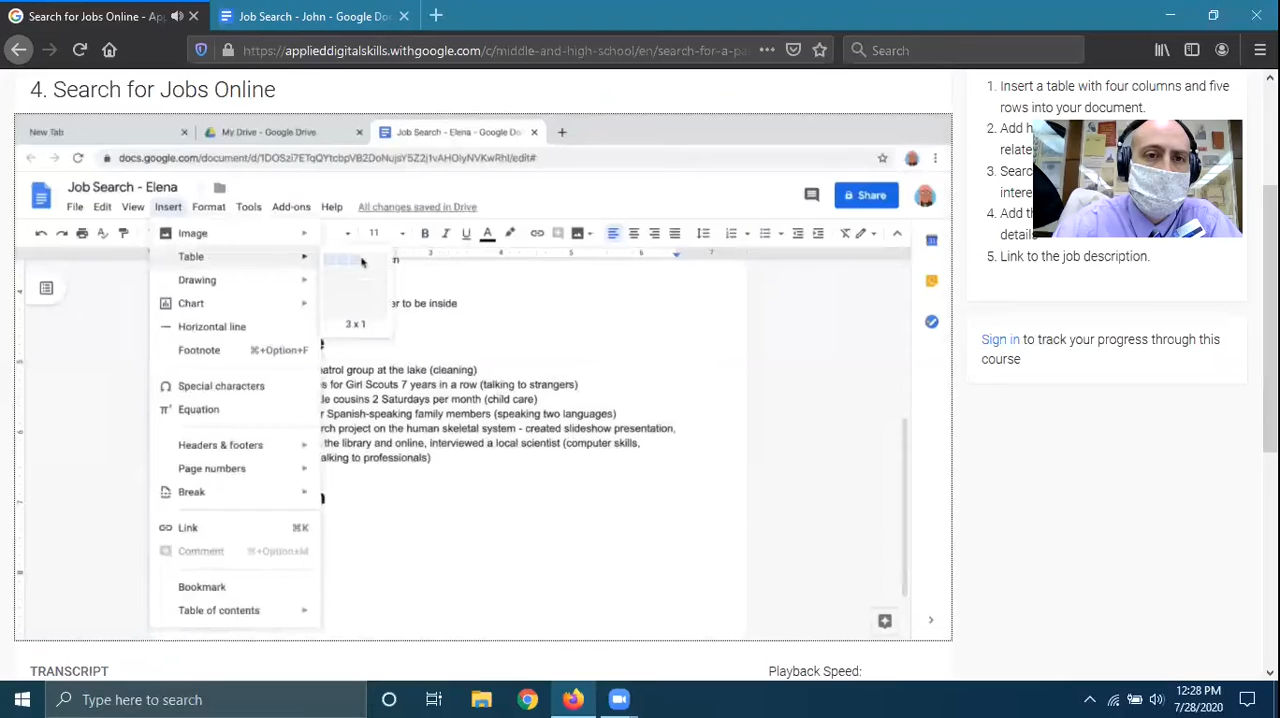 Search for Jobs Online - Ap
Job Search - John - Google Doc
https://applieddigitalskills.withgoogle.com/c/middle-and-high-school/en/search-for-a-pa
Search
4. Search for Jobs Online
New Tab
My Drive - Google Drive
Job Search - Elena - Google Do
docs.google.com/document/d/1DOSzi7ETqQYtcbpVB2DoNujsY5Z2j1vAHOlyNVKwRhI/edit#
Job Search - Elena
File Edit View Insert Format Tools Add-ons Help All changes saved in Drive
Share
11
B I U A
3 4 5 6 7
Image
Table
Drawing
Chart
Horizontal line
Footnote ⌘+Option+F
Special characters
Equation
Headers & footers
Page numbers
Break
Link ⌘K
Comment ⌘+Option+M
Bookmark
Table of contents
3 x 1
er to be inside
atrol group at the lake (cleaning)
s for Girl Scouts 7 years in a row (talking to strangers)
le cousins 2 Saturdays per month (child care)
r Spanish-speaking family members (speaking two languages)
rch project on the human skeletal system - created slideshow presentation,
the library and online, interviewed a local scientist (computer skills,
alking to professionals)
TRANSCRIPT
Playback Speed:
1. Insert a table with four columns and five
rows into your document.
2. Add h
relate
3. Searc
intere
4. Add th
details
5. Link to the job description.
Sign in to track your progress through this
course
Type here to search
12:28 PM
7/28/2020